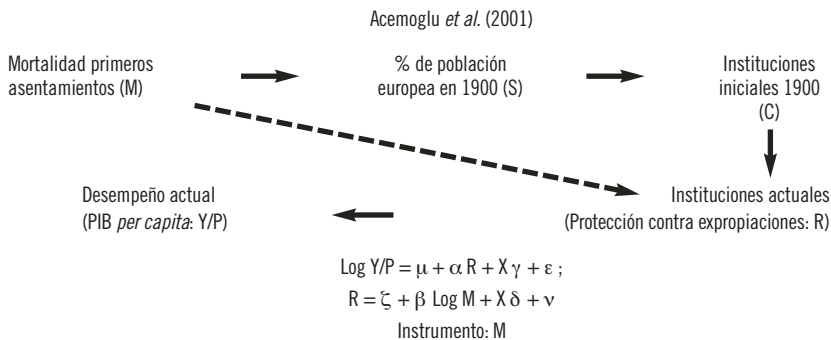 Acemoglu et al. (2001)
Mortalidad primeros
asentamientos (M)
% de población
europea en 1900 (S)
Instituciones
iniciales 1900
(C)
Desempeño actual
(PIB per capita: Y/P)
Instituciones actuales
(Protección contra expropiaciones: R)
Log Y/P = μ + α R + X γ + ε ;
R = ζ + β Log M + X δ + ν
Instrumento: M